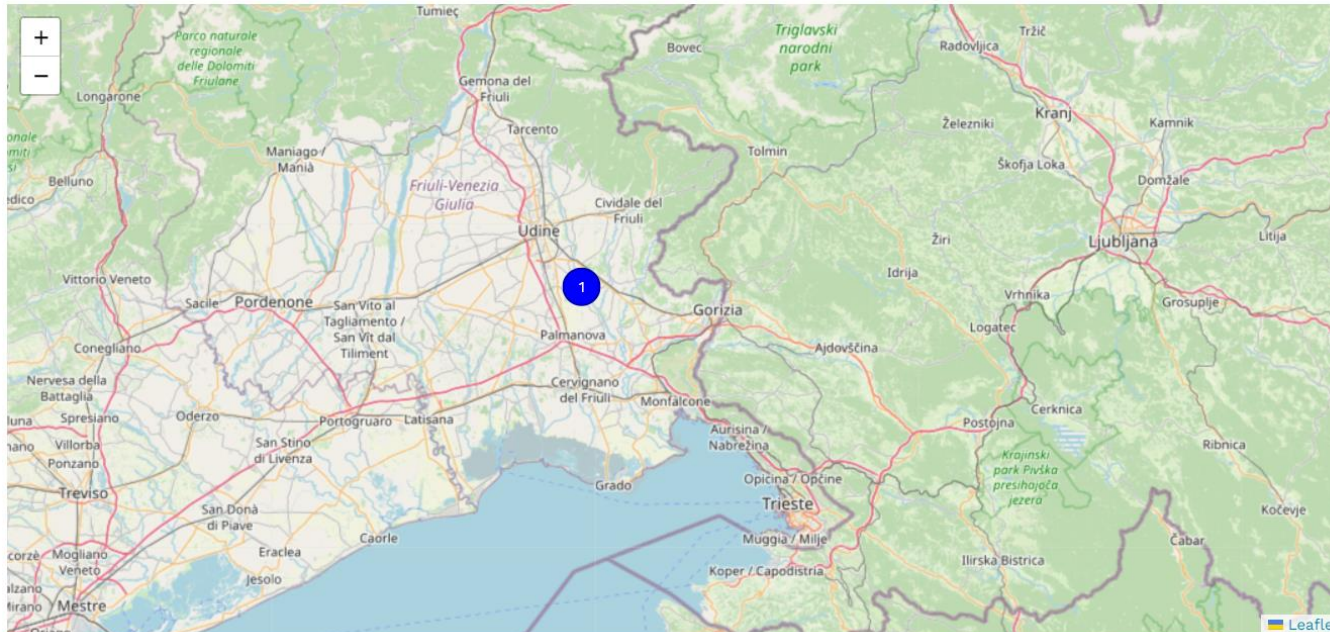 Tumieç
+
−
Parco naturale
regionale
delle Dolomiti
Friulane
Triglavski
narodni
park
Bovec
Radovljica
Tržič
Longarone
Gemona del
Friuli
Kranj
Kamnik
Železniki
Tarcento
Maniago /
Manià
Tolmin
Škofja Loka
Domžale
Belluno
Friuli-Venezia
Giulia
Cividale del
Friuli
Udine
Žiri
Ljubljana
Litija
Vittorio Veneto
Idrija
1
Vrhnika
Grosuplje
Sacile
Pordenone
San Vito al
Tagliamento /
San Vît dal
Tiliment
Gorizia
Logatec
Palmanova
Conegliano
Ajdovščina
Nervesa della
Battaglia
Cervignano
del Friuli
Monfalcone
Spresiano
Oderzo
Portogruaro
Latisana
Cerknica
Postojna
Aurisina /
Nabrežina
Villorba
Ponzano
San Stino
di Livenza
Ribnica
Krajinski
park Pivška
presihajoča
jezera
Treviso
Grado
Opicina / Opčine
Trieste
San Donà
di Piave
Kočevje
Caorle
Muggia / Milje
Čabar
Mogliano
Veneto
Eraclea
Jesolo
Koper / Capodistria
Ilirska Bistrica
Mestre
Leafle